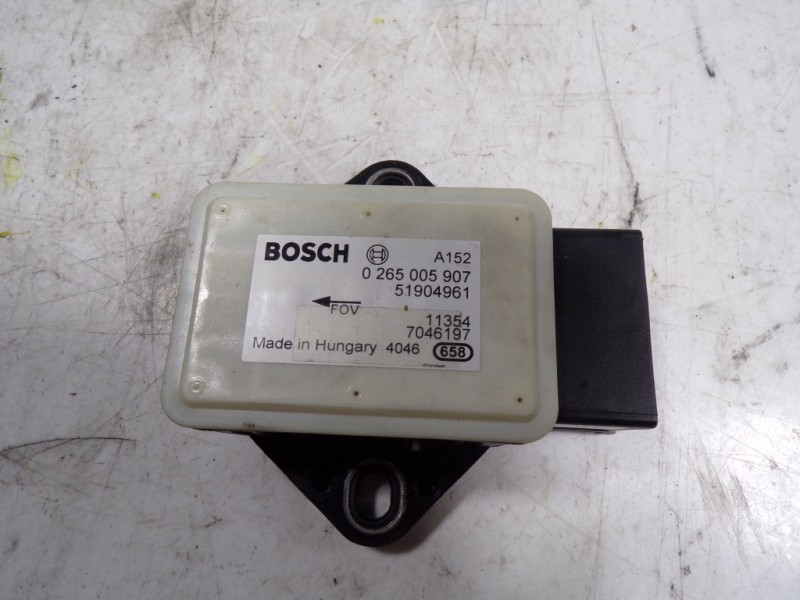 BOSCH A152
0 265 005 907
51904961
FOV
11354
7046197
Made in Hungary 4046 658